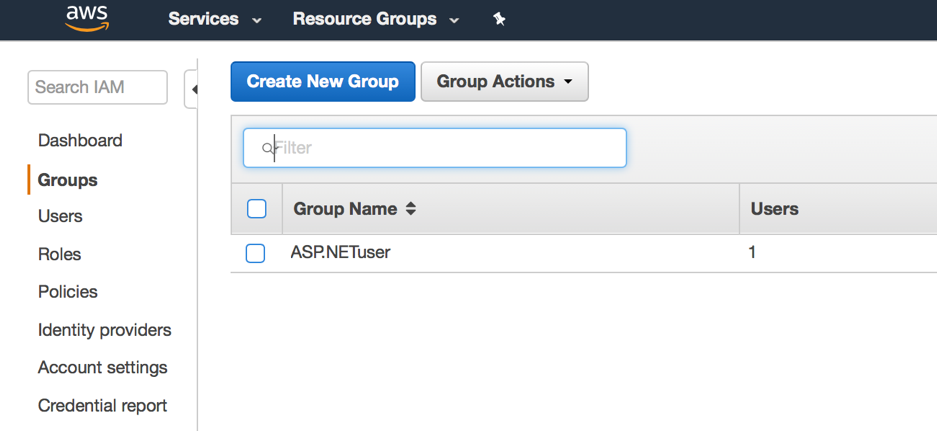 aws Services Resource Groups
Search IAM
Dashboard
Groups
Users
Roles
Policies
Identity providers
Account settings
Credential report
Create New Group Group Actions
Filter
Group Name Users
ASP.NETuser 1